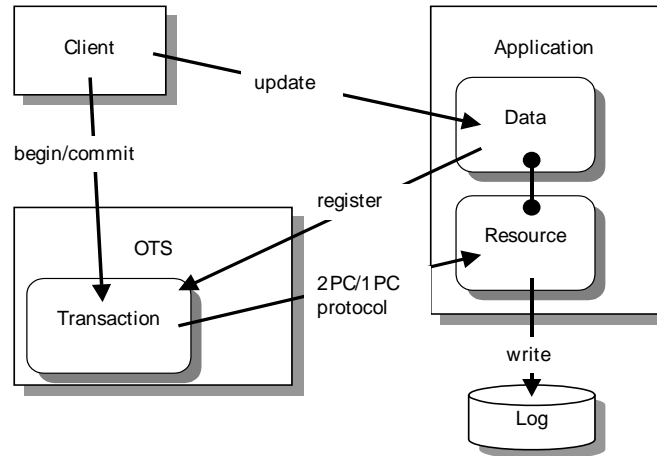 Client
Application
update
Data
begin/commit
register
OTS
Resource
2PC/1PC
protocol
Transaction
write
Log